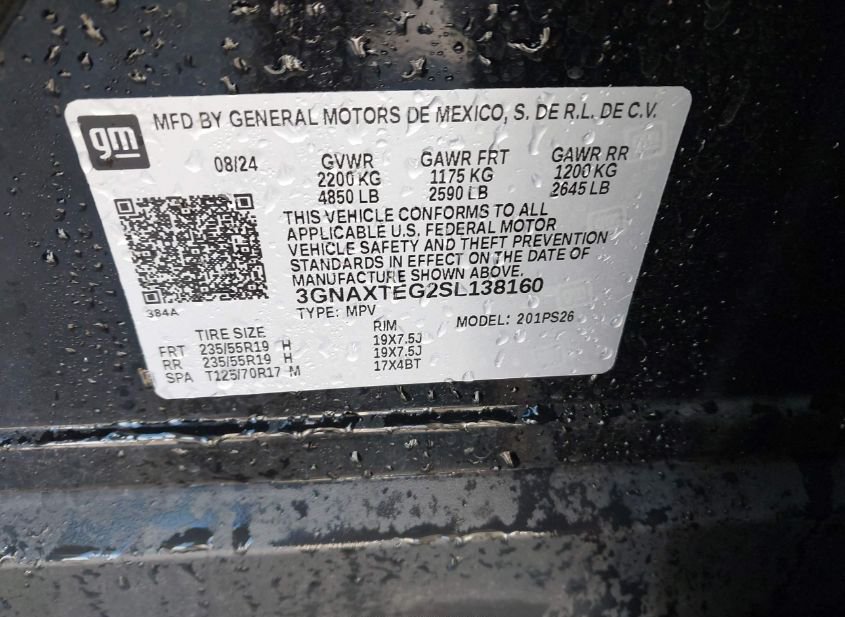 gm
MFD BY GENERAL MOTORS DE MEXICO, S. DE R.L. DE C.V.
08/24 GVWR GAWR FRT GAWR RR
2200 KG 1175 KG 1200 KG
4850 LB 2590 LB 2645 LB
THIS VEHICLE CONFORMS TO ALL
APPLICABLE U.S. FEDERAL MOTOR
VEHICLE SAFETY AND THEFT PREVENTION
STANDARDS IN EFFECT ON THE DATE OF
MANUFACTURE SHOWN ABOVE.
3GNAXTEG2SL138160
384A TYPE: MPV MODEL: 201PS26
TIRE SIZE RIM
FRT 235/55R19 H 19X7.5J
RR 235/55R19 H 19X7.5J
SPA T125/70R17 M 17X4BT